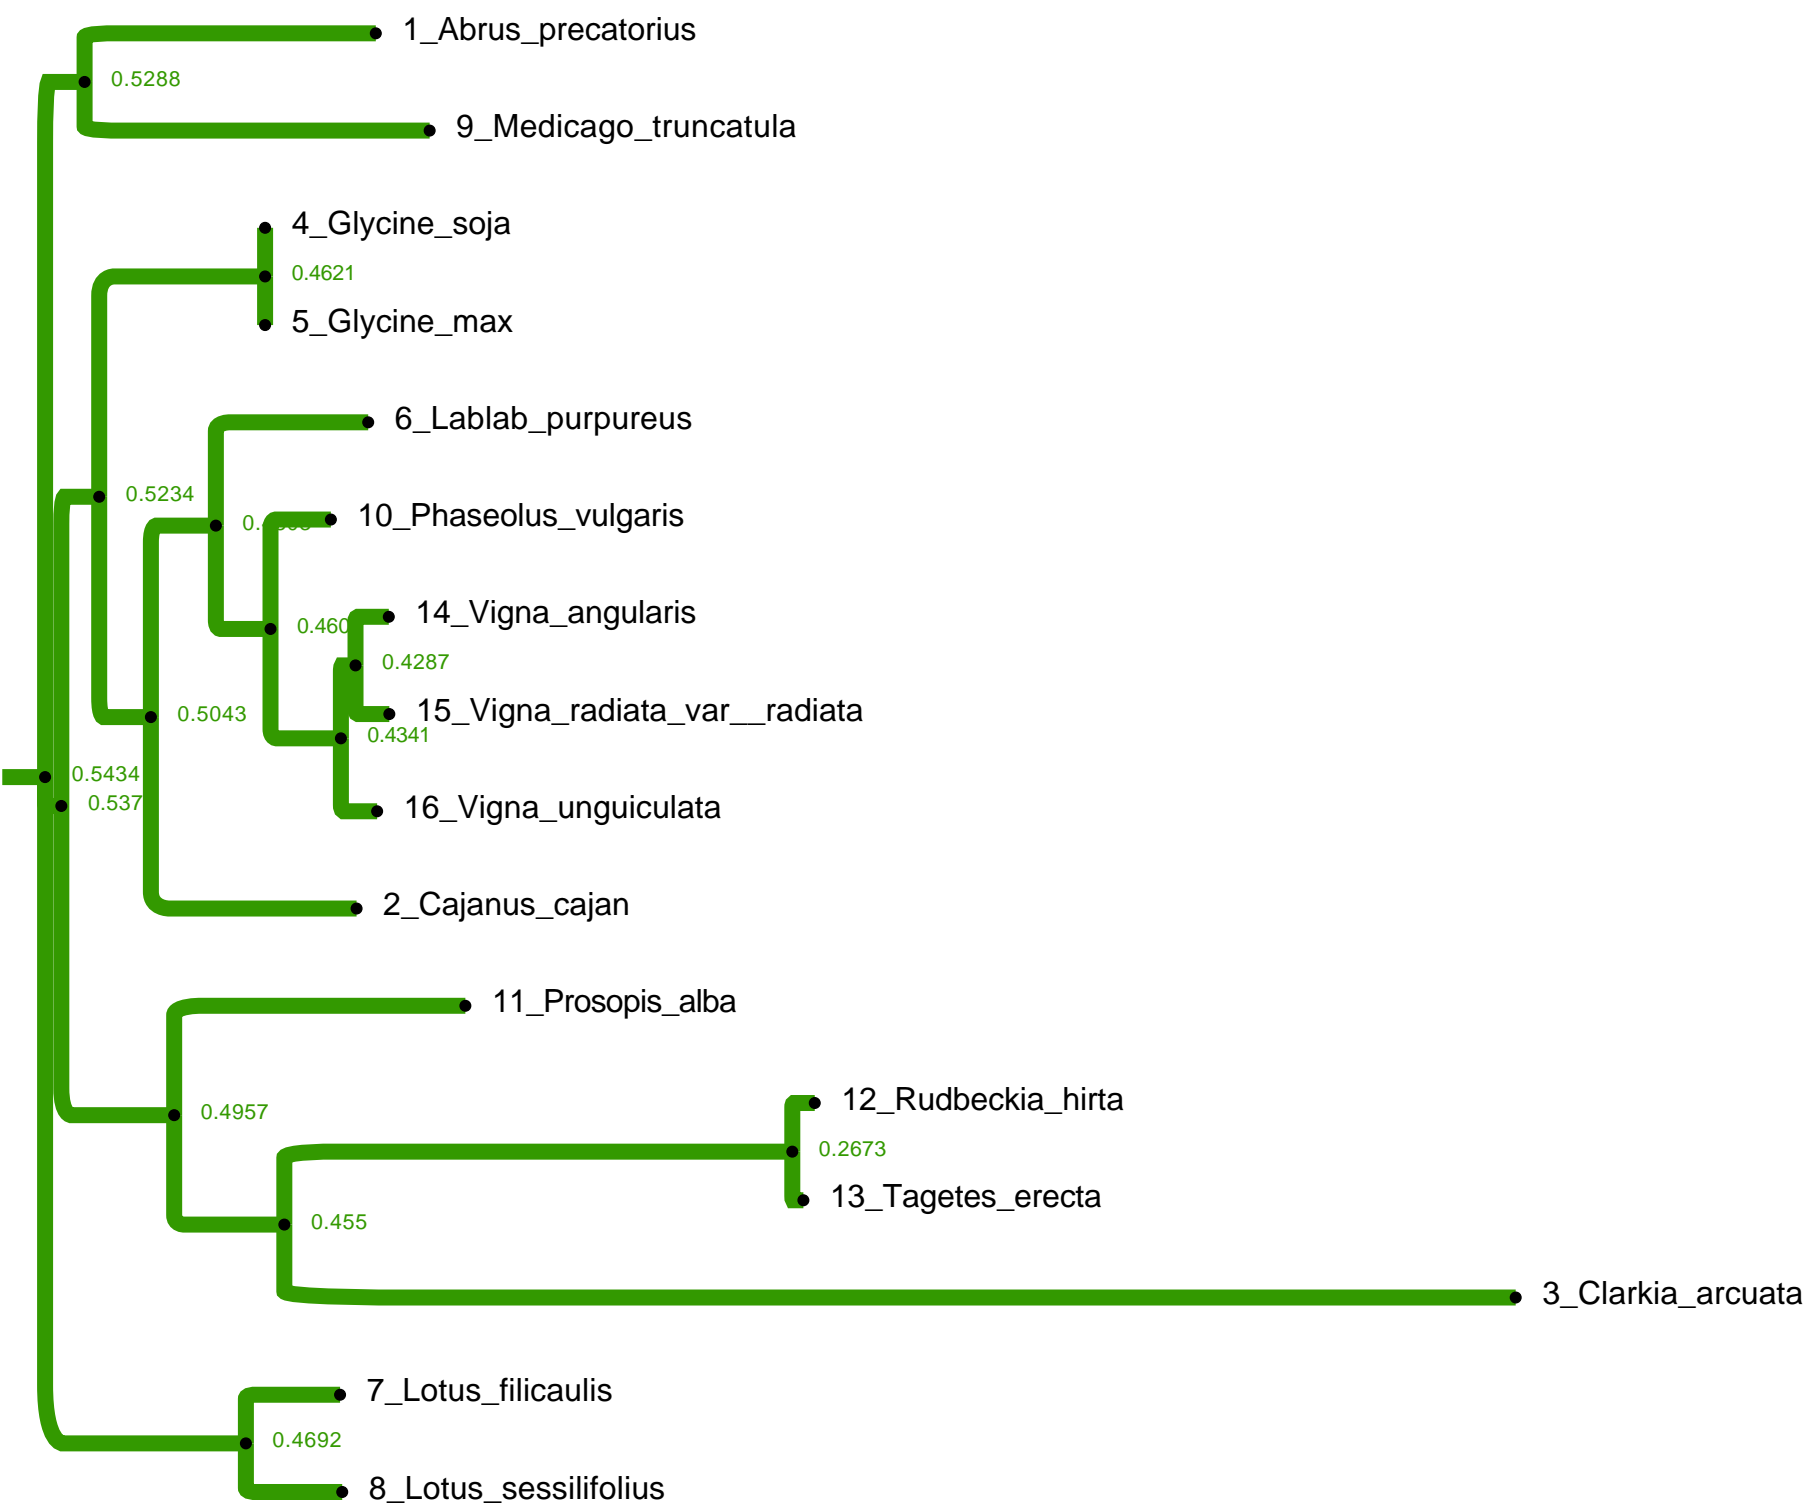 1_Abrus_precatorius
0.5288
9_Medicago_truncatula
4_Glycine_soja
0.4621
5_Glycine_max
6_Lablab_purpureus
0.5234
10_Phaseolus_vulgaris
14_Vigna_angularis
0.460
0.4287
15_Vigna_radiata_var__radiata
0.5043
0.4341
0.5434
0.537
16_Vigna_unguiculata
2_Cajanus_cajan
11_Prosopis_alba
12_Rudbeckia_hirta
0.4957
0.2673
13_Tagetes_erecta
0.455
3_Clarkia_arcuata
7_Lotus_filicaulis
0.4692
8_Lotus_sessilifolius